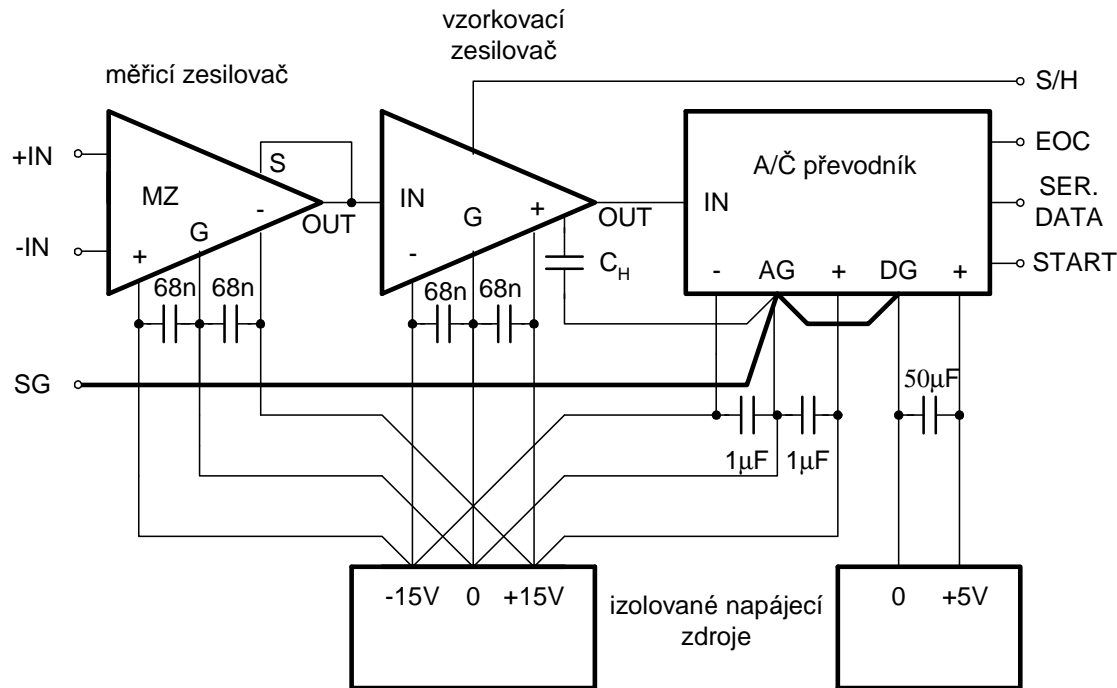 vzorkovací
zesilovač
měřicí zesilovač
S/H
+IN
-IN
S
MZ
-
G
+
OUT
IN
G
+
-
OUT
C_H
A/Č převodník
IN
-
AG
+
DG
+
EOC
SER.
DATA
START
68n
68n
68n
68n
SG
1µF
1µF
50µF
-15V
0
+15V
izolované napájecí
zdroje
0
+5V